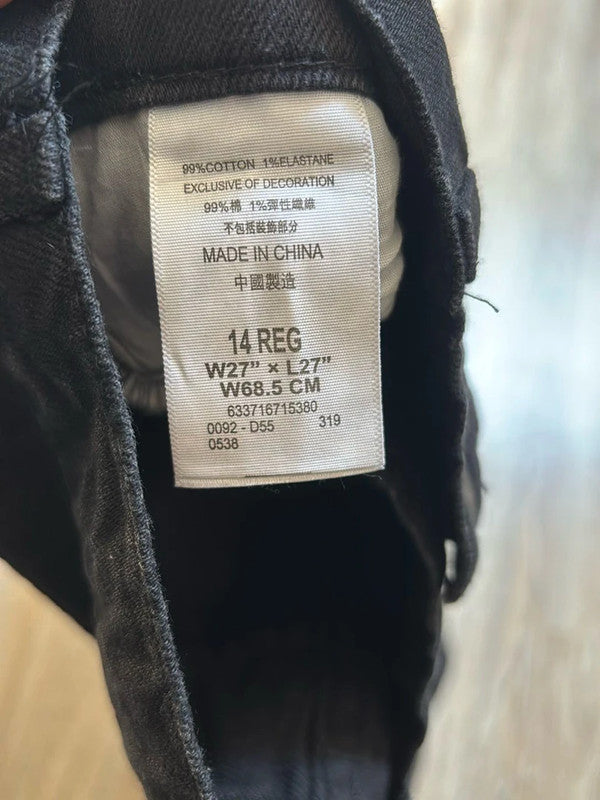 99%COTTON 1%ELASTANE
EXCLUSIVE OF DECORATION
99%棉 1%彈性纖維
不包括裝飾部分
MADE IN CHINA
中國製造
14 REG
W27” × L27”
W68.5 CM
633716715380
0092 - D55 319
0538